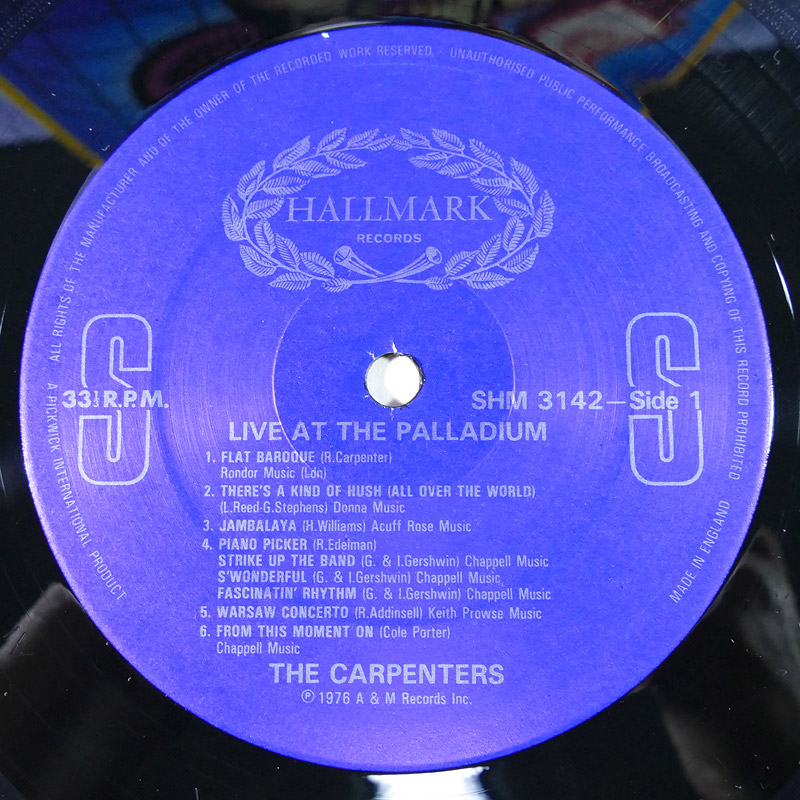 ALL RIGHTS OF THE MANUFACTURER AND OF THE OWNER OF THE RECORDED WORK RESERVED - UNAUTHORISED PUBLIC PERFORMANCE BROADCASTING AND COPYING OF THIS RECORD PROHIBITED
HALLMARK
RECORDS
S S
33⅓ R.P.M.
SHM 3142—Side 1
LIVE AT THE PALLADIUM
1. FLAT BAROQUE (R.Carpenter)
Rondor Music (Ldn)
2. THERE'S A KIND OF HUSH (ALL OVER THE WORLD)
(L.Reed-G.Stephens) Donna Music
3. JAMBALAYA (H.Williams) Acuff Rose Music
4. PIANO PICKER (R.Edelman)
STRIKE UP THE BAND (G. & I.Gershwin) Chappell Music
S'WONDERFUL (G. & I.Gershwin) Chappell Music,
FASCINATIN' RHYTHM (G. & I.Gershwin) Chappell Music
5. WARSAW CONCERTO (R.Addinsell) Keith Prowse Music
6. FROM THIS MOMENT ON (Cole Porter)
Chappell Music
THE CARPENTERS
℗ 1976 A & M Records Inc.
A PICKWICK INTERNATIONAL PRODUCT
MADE IN ENGLAND